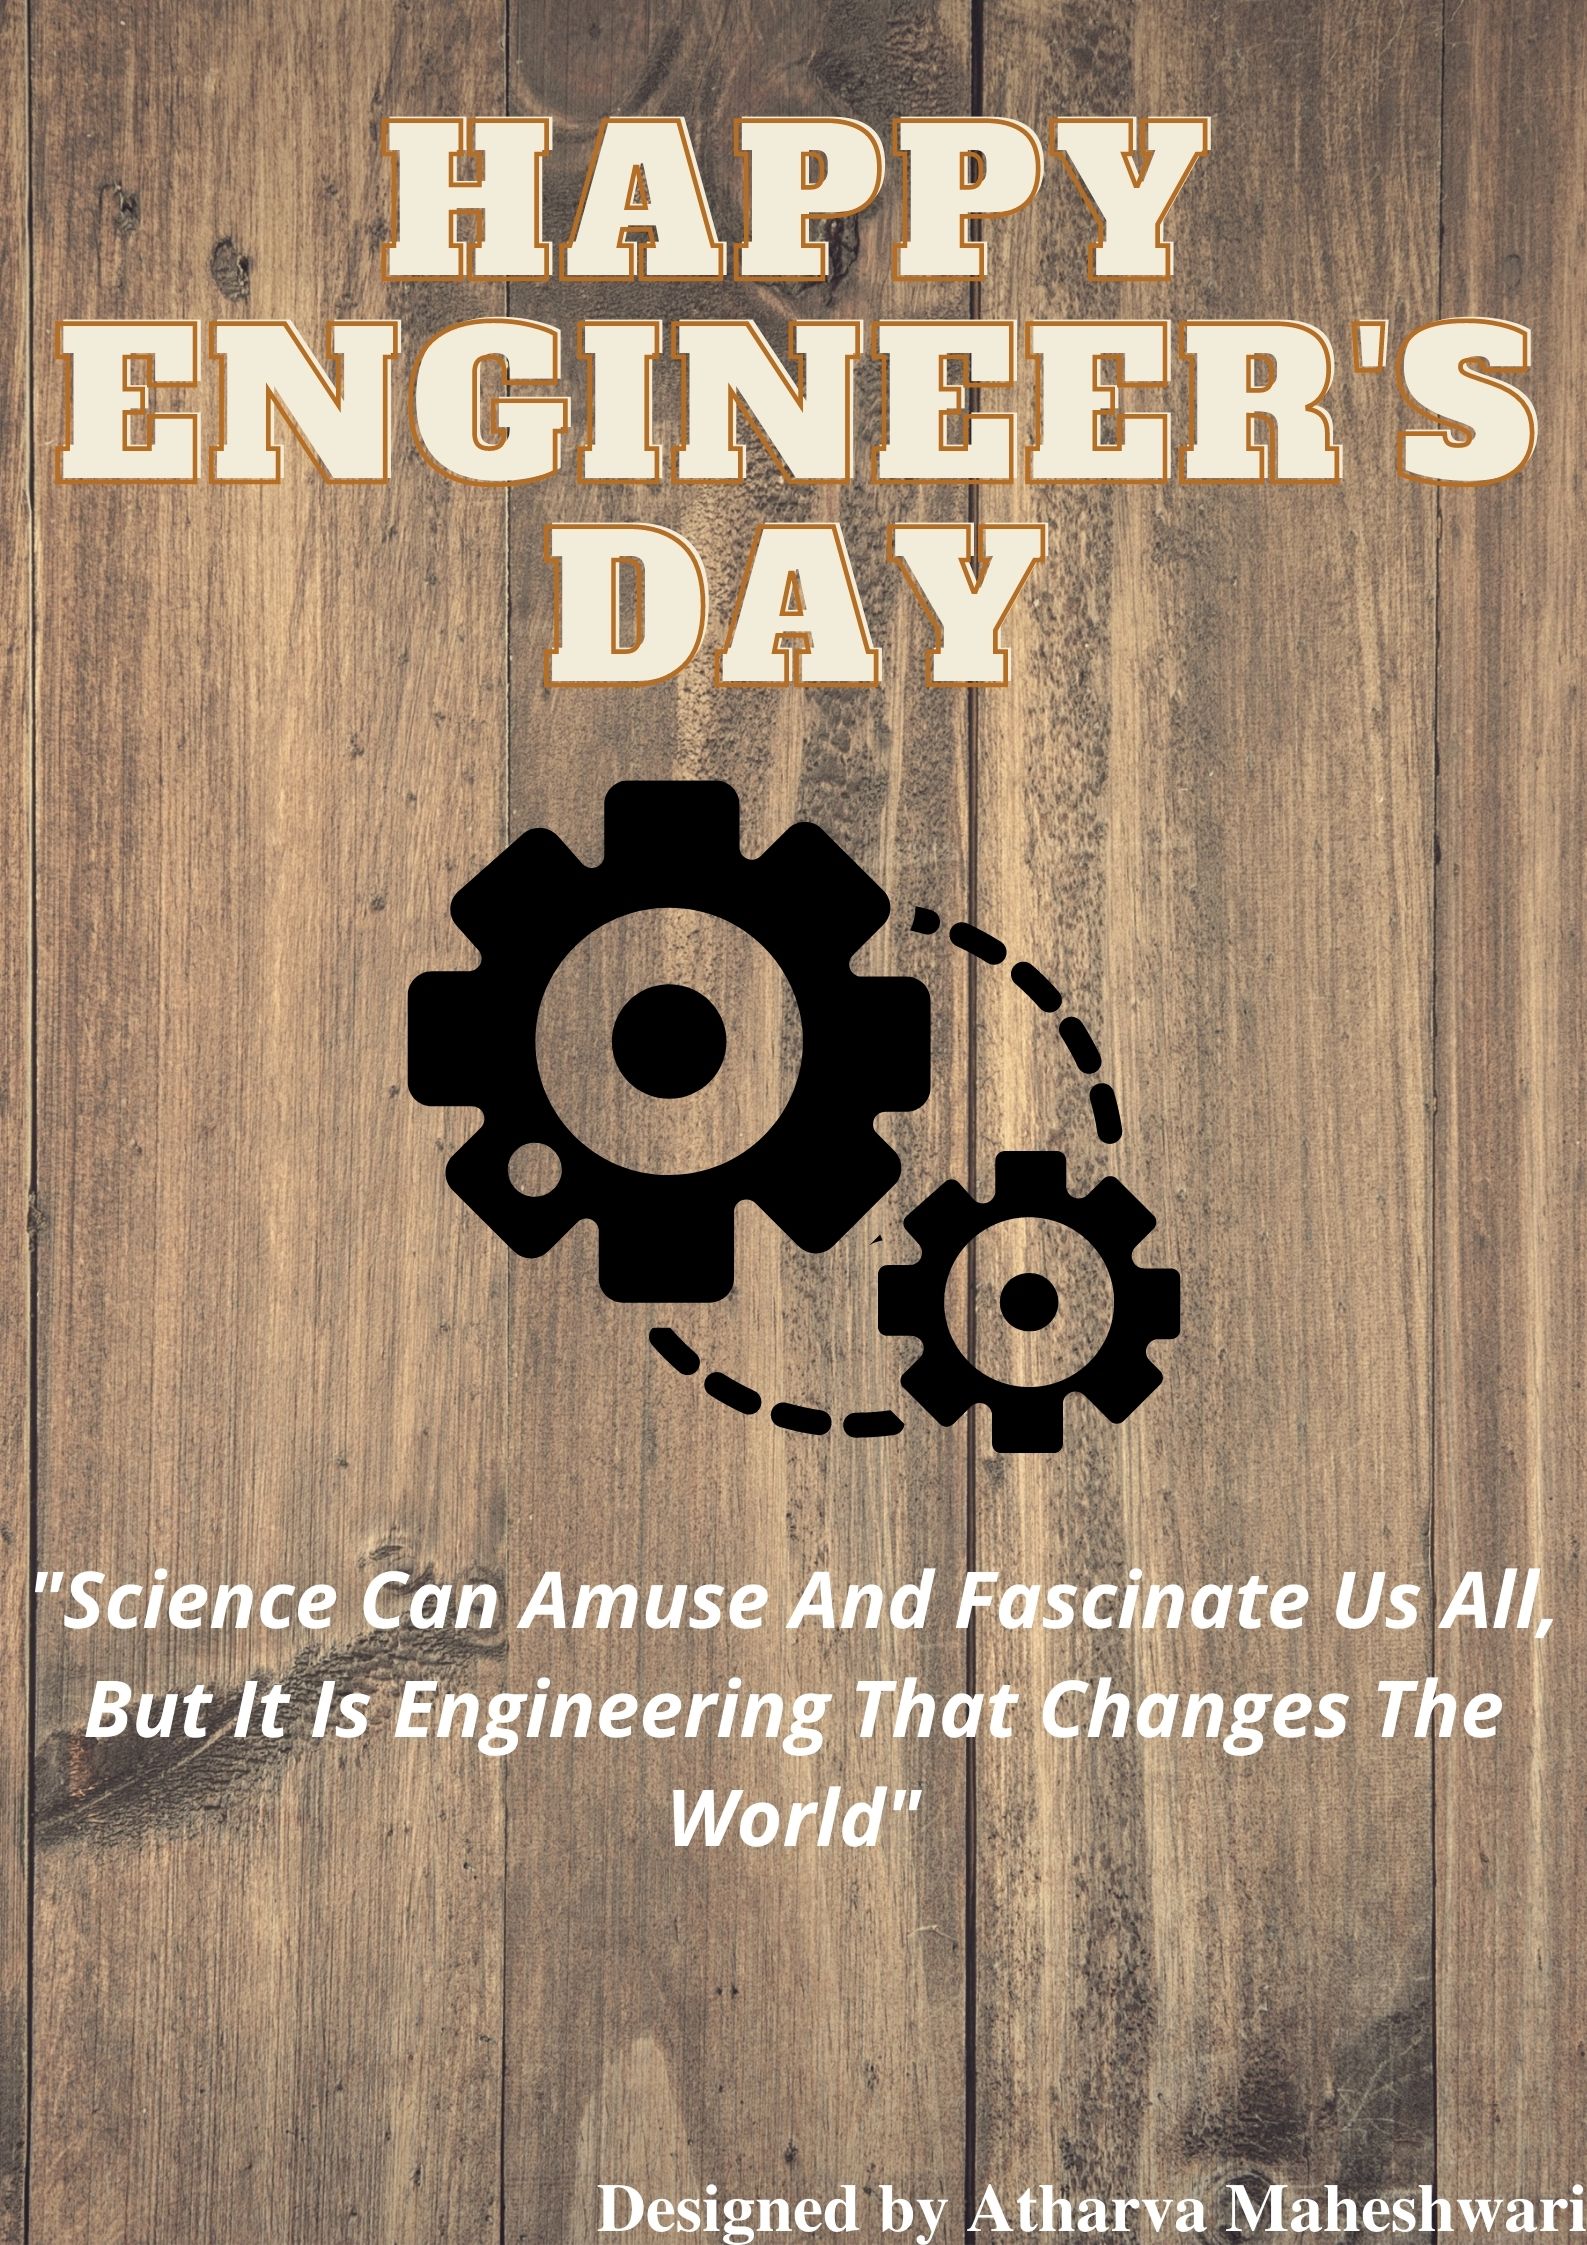 HAPPY
ENGINEER'S
DAY
"Science Can Amuse And Fascinate Us All,
But It Is Engineering That Changes The
World"
Designed by Atharva Maheshwari